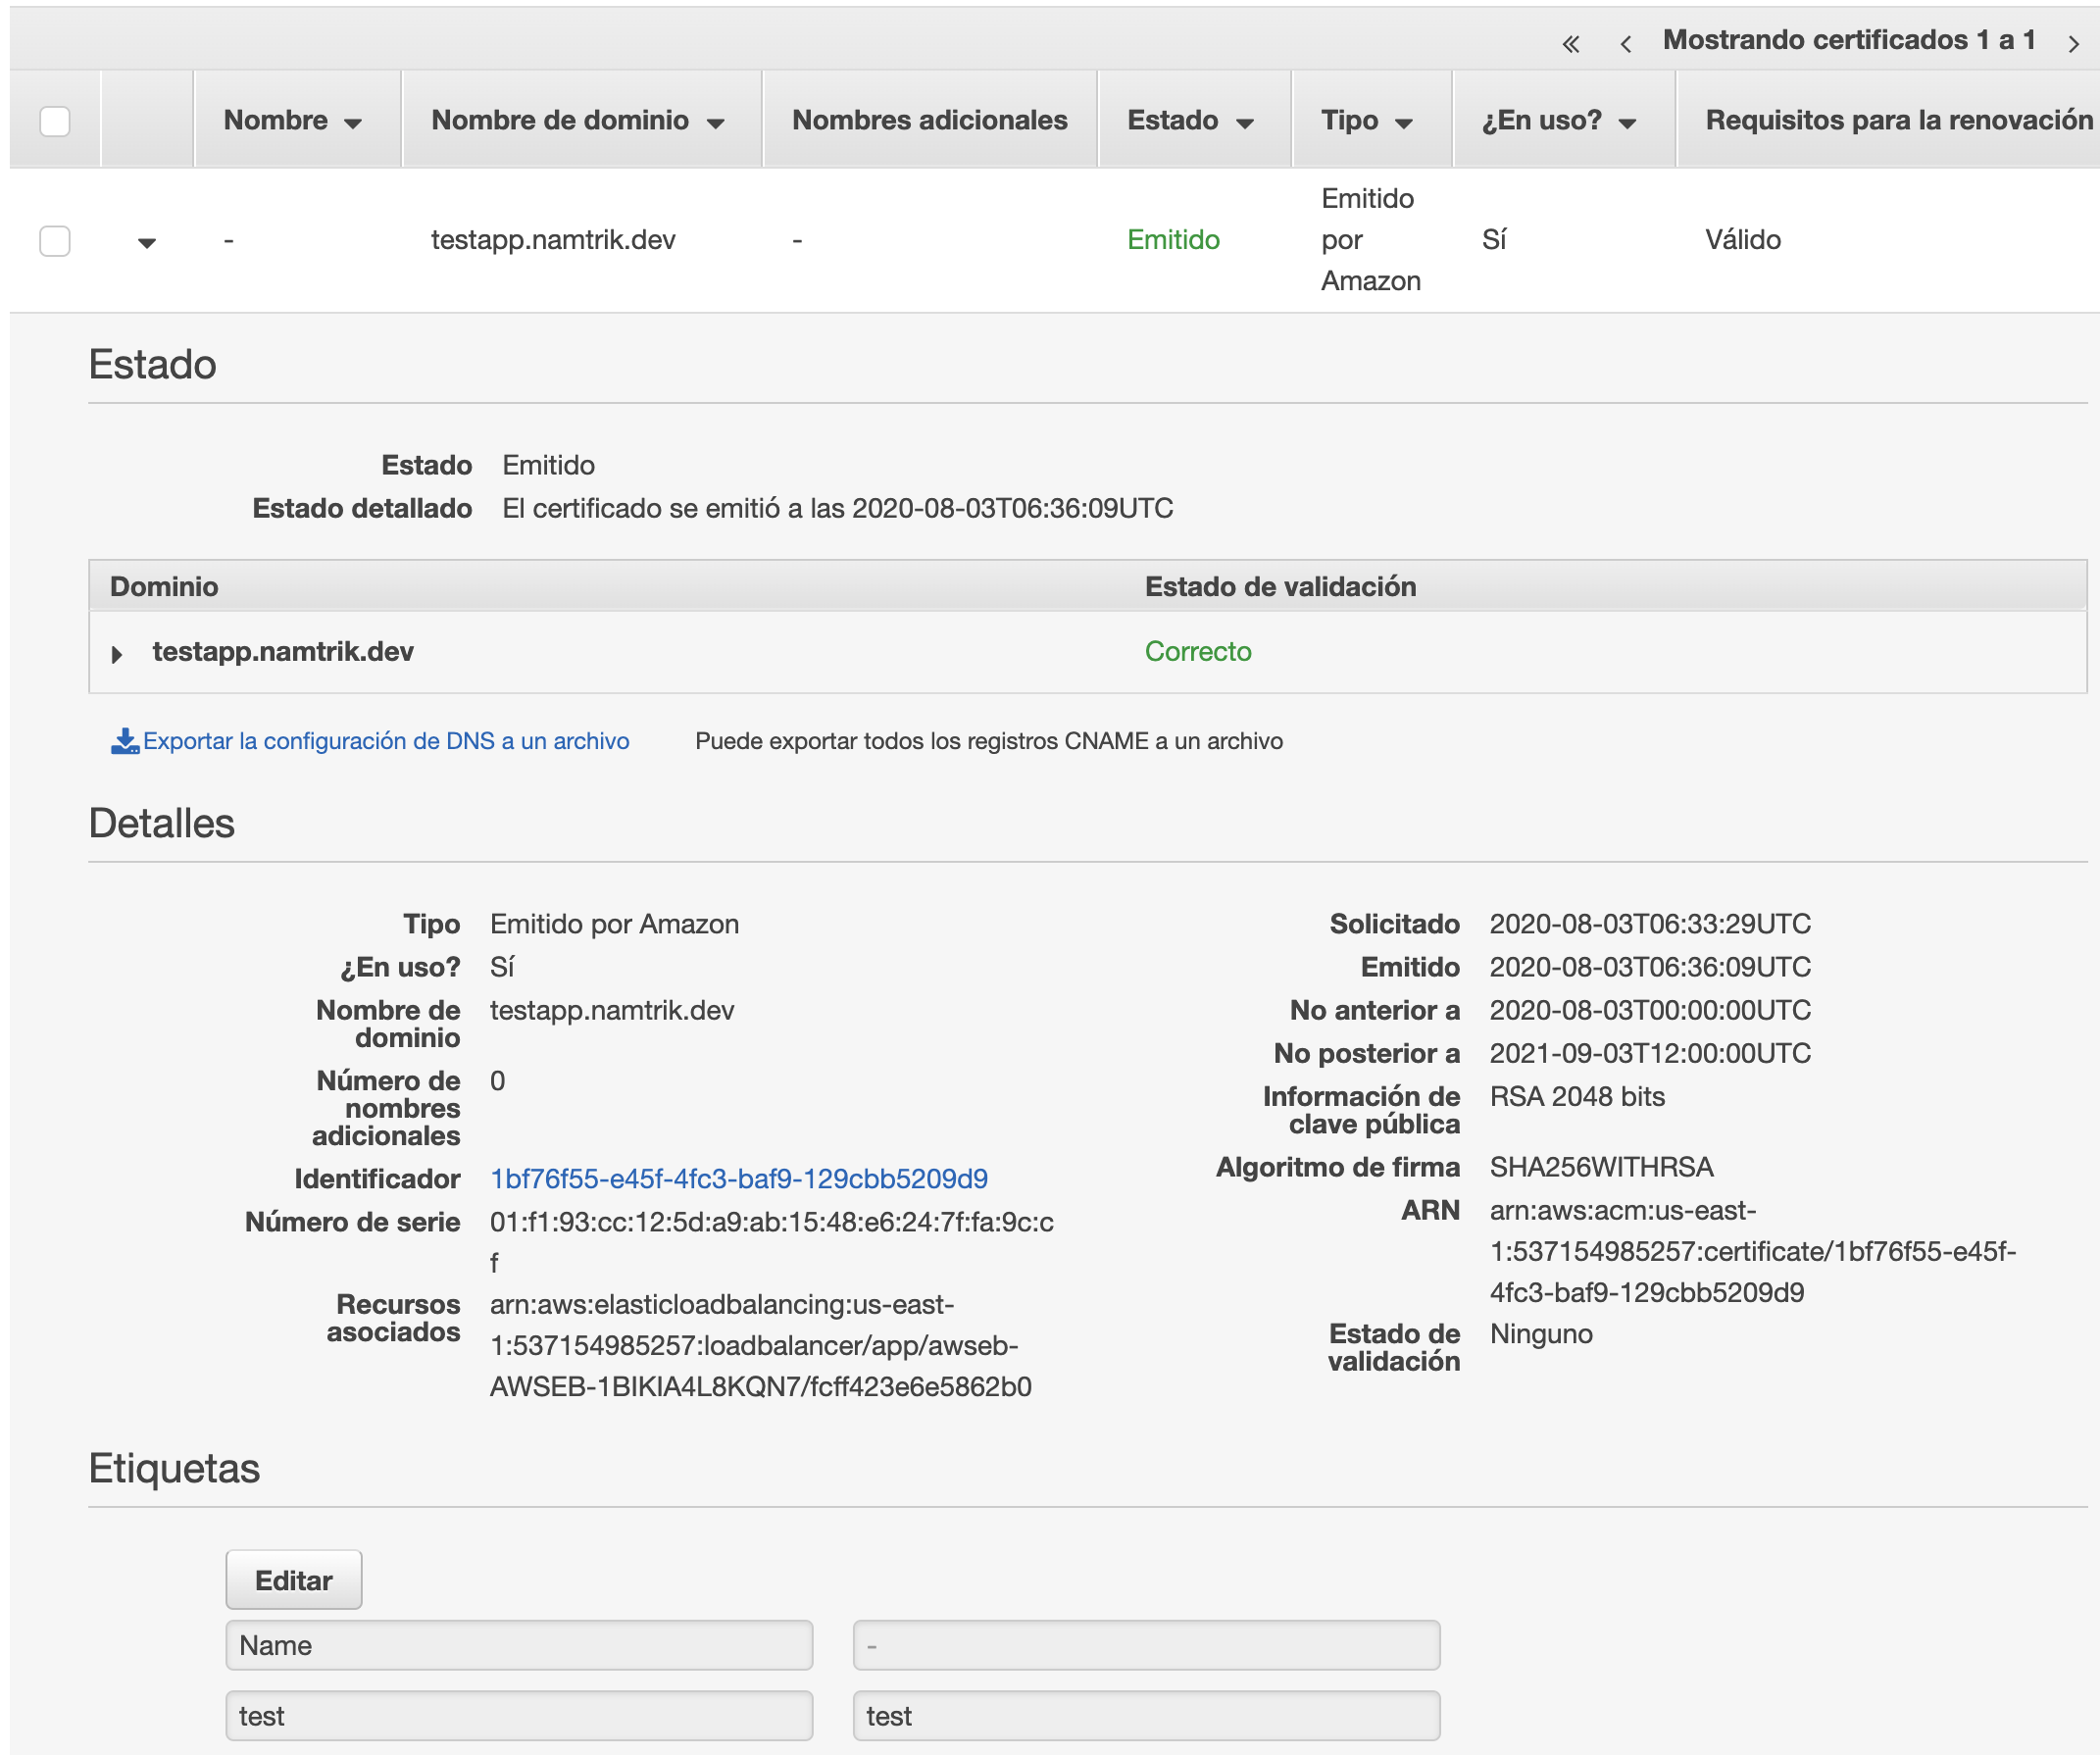 « ‹ Mostrando certificados 1 a 1 ›
Nombre Nombre de dominio Nombres adicionales Estado Tipo ¿En uso? Requisitos para la renovación
- testapp.namtrik.dev - Emitido Emitido por Amazon Sí Válido
Estado
Estado Emitido
Estado detallado El certificado se emitió a las 2020-08-03T06:36:09UTC
Dominio Estado de validación
testapp.namtrik.dev Correcto
Exportar la configuración de DNS a un archivo Puede exportar todos los registros CNAME a un archivo
Detalles
Tipo Emitido por Amazon
¿En uso? Sí
Nombre de
dominio
testapp.namtrik.dev
Número de
nombres
adicionales
0
Identificador 1bf76f55-e45f-4fc3-baf9-129cbb5209d9
Número de serie 01:f1:93:cc:12:5d:a9:ab:15:48:e6:24:7f:fa:9c:c
f
Recursos
asociados
arn:aws:elasticloadbalancing:us-east-
1:537154985257:loadbalancer/app/awseb-
AWSEB-1BIKIA4L8KQN7/fcff423e6e5862b0
Solicitado 2020-08-03T06:33:29UTC
Emitido 2020-08-03T06:36:09UTC
No anterior a 2020-08-03T00:00:00UTC
No posterior a 2021-09-03T12:00:00UTC
Información de
clave pública
RSA 2048 bits
Algoritmo de firma SHA256WITHRSA
ARN arn:aws:acm:us-east-
1:537154985257:certificate/1bf76f55-e45f-
4fc3-baf9-129cbb5209d9
Estado de
validación
Ninguno
Etiquetas
Editar
Name -
test test